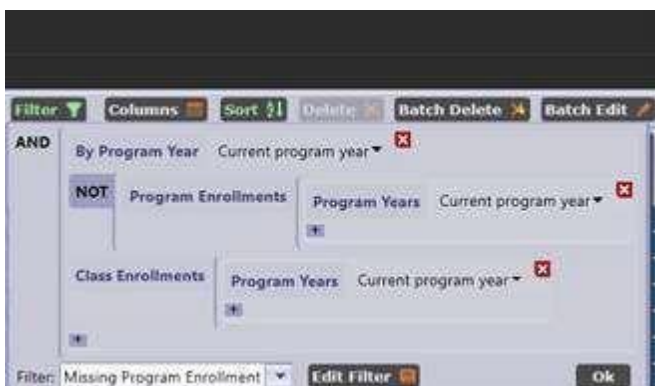 Filter Columns Sort Delete Batch Delete Batch Edit
AND By Program Year Current program year
NOT Program Enrollments Program Years Current program year
+
Class Enrollments Program Years Current program year
+
+
Filter: Missing Program Enrollment Edit Filter Ok